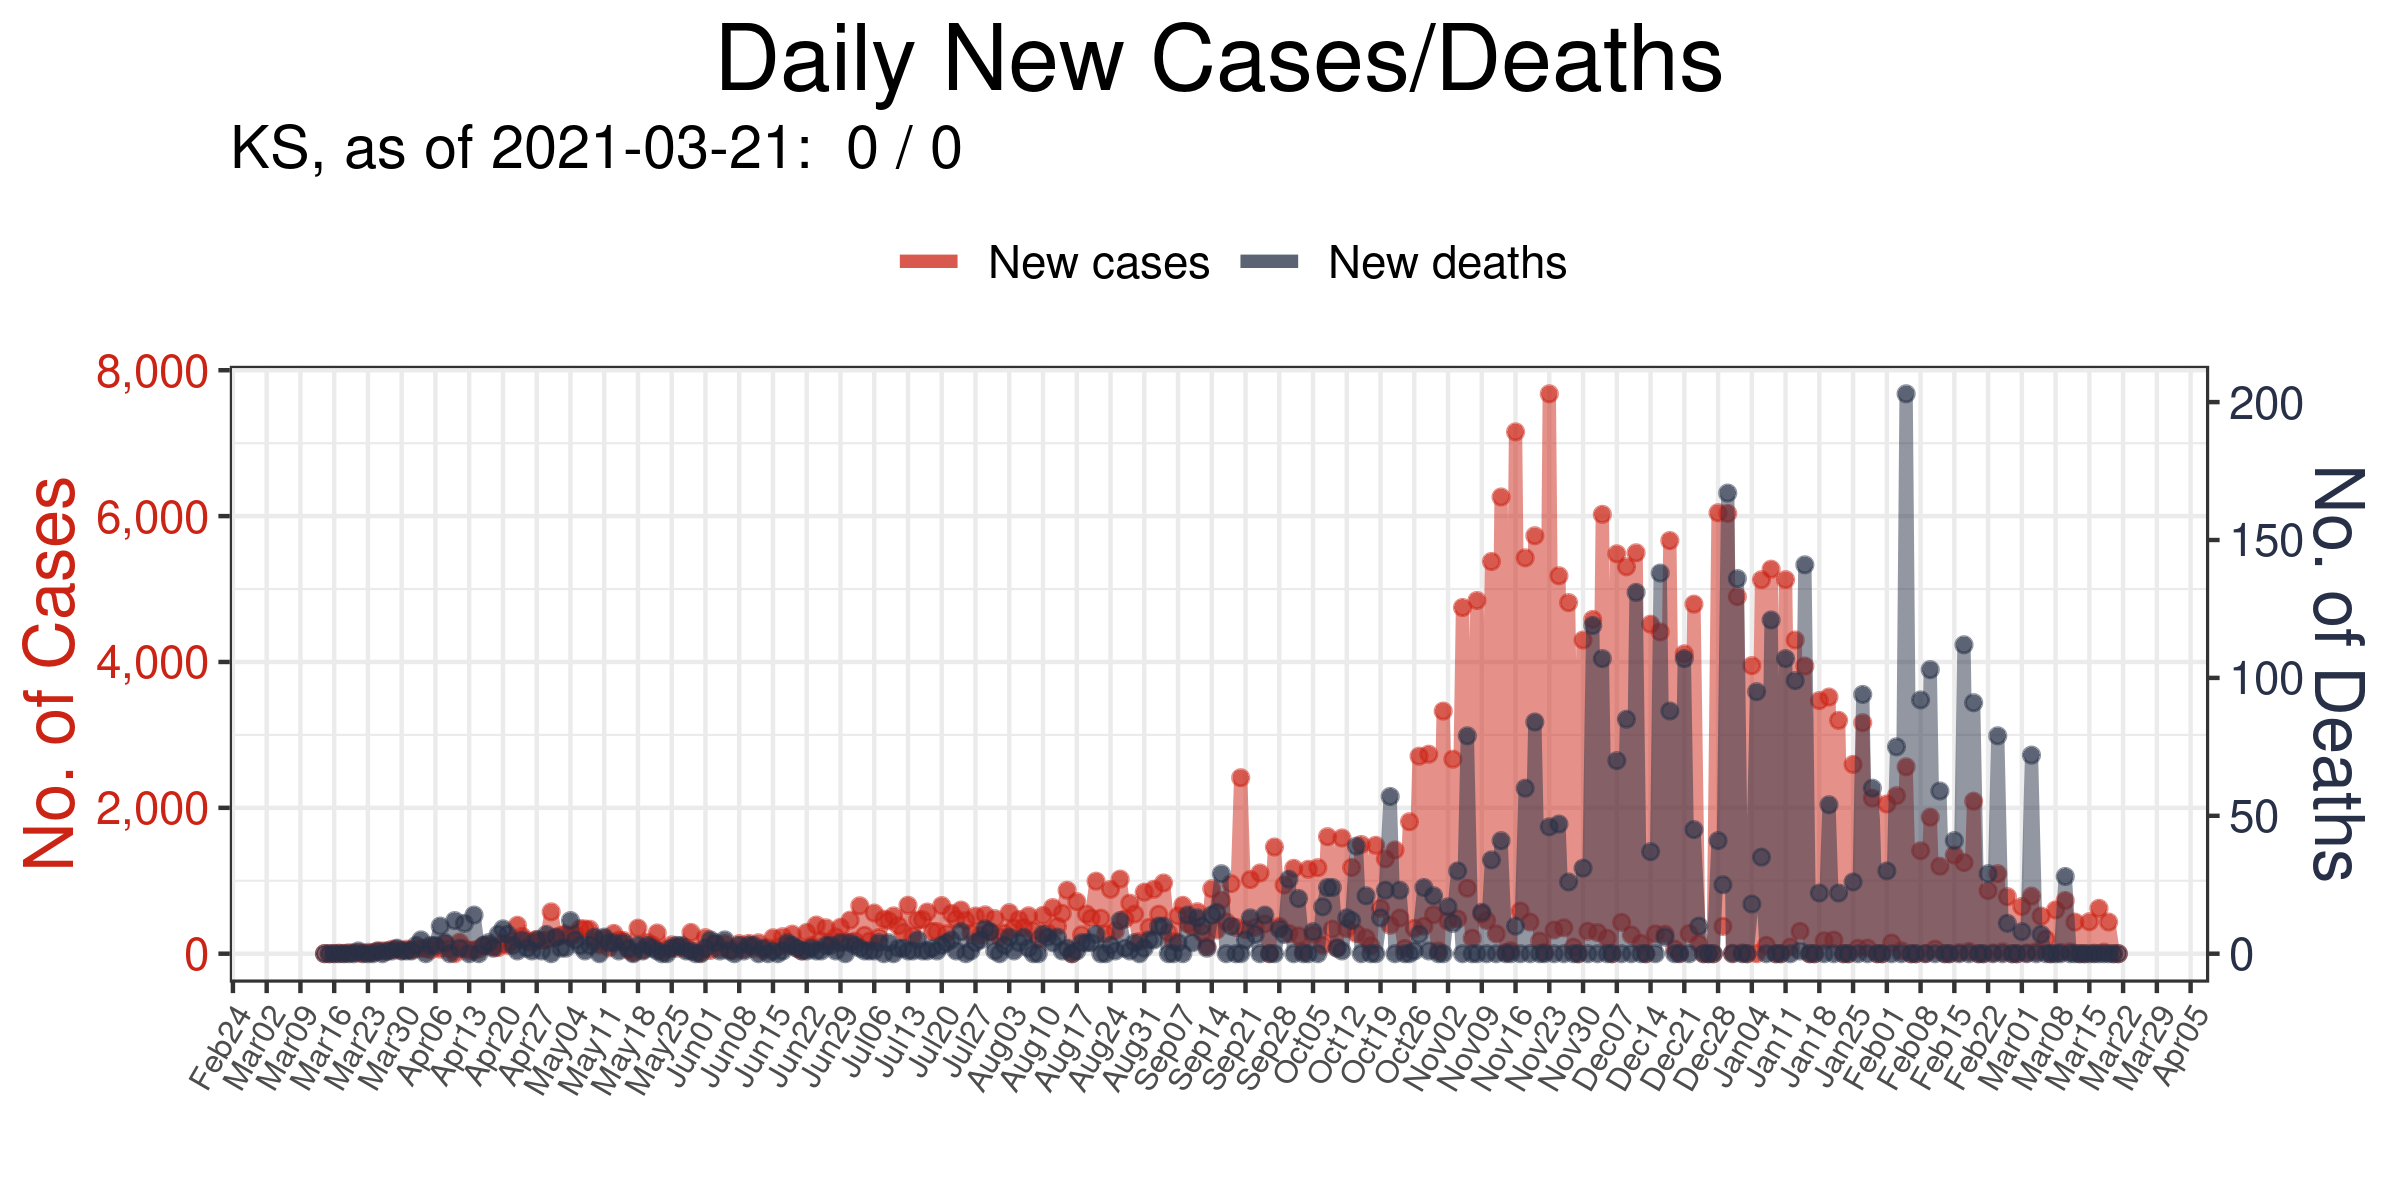 Daily New Cases/Deaths
KS, as of 2021-03-21:  0 / 0
New cases
New deaths
No. of Cases
8,000
6,000
4,000
2,000
0
200
150
100
50
0
No. of Deaths
Feb24
Mar02
Mar09
Mar16
Mar23
Mar30
Apr06
Apr13
Apr20
Apr27
May04
May11
May18
May25
Jun01
Jun08
Jun15
Jun22
Jun29
Jul06
Jul13
Jul20
Jul27
Aug03
Aug10
Aug17
Aug24
Aug31
Sep07
Sep14
Sep21
Sep28
Oct05
Oct12
Oct19
Oct26
Nov02
Nov09
Nov16
Nov23
Nov30
Dec07
Dec14
Dec21
Dec28
Jan04
Jan11
Jan18
Jan25
Feb01
Feb08
Feb15
Feb22
Mar01
Mar08
Mar15
Mar22
Mar29
Apr05